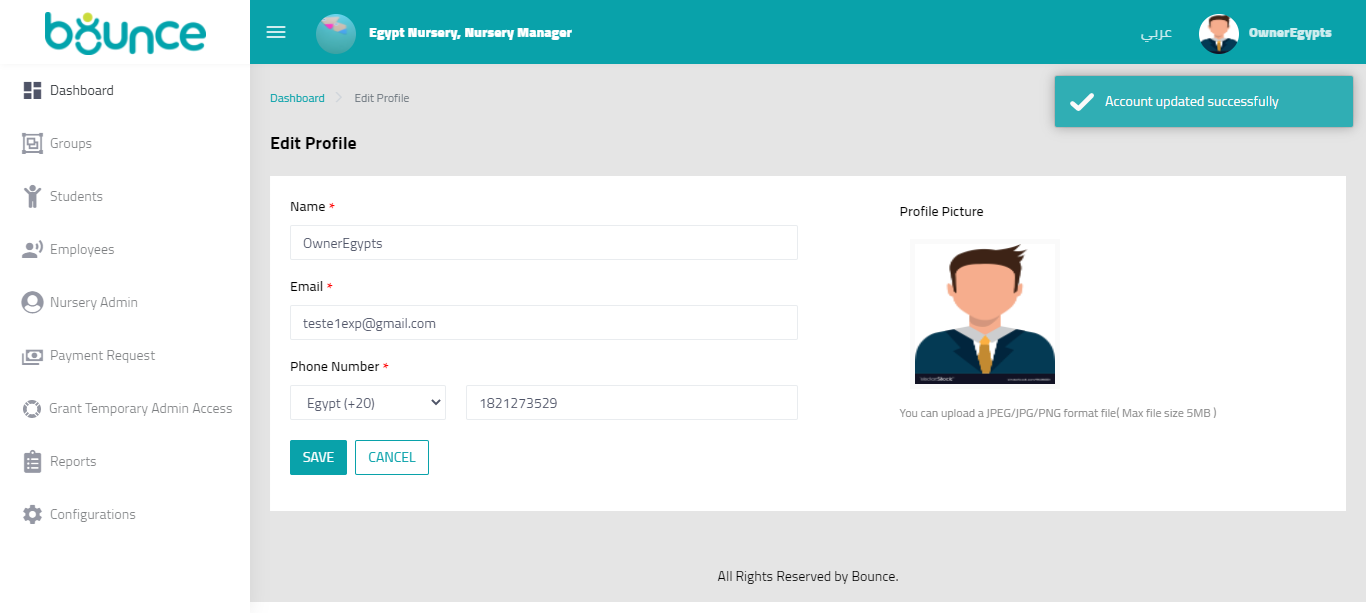 bounce
Egypt Nursery, Nursery Manager
عربي
OwnerEgypts
Dashboard
Groups
Students
Employees
Nursery Admin
Payment Request
Grant Temporary Admin Access
Reports
Configurations
Dashboard
Edit Profile
Account updated successfully
Edit Profile
Name *
OwnerEgypts
Email *
teste1exp@gmail.com
Phone Number *
Egypt (+20)
1821273529
SAVE
CANCEL
Profile Picture
VectorStock
You can upload a JPEG/JPG/PNG format file( Max file size 5MB )
All Rights Reserved by Bounce.